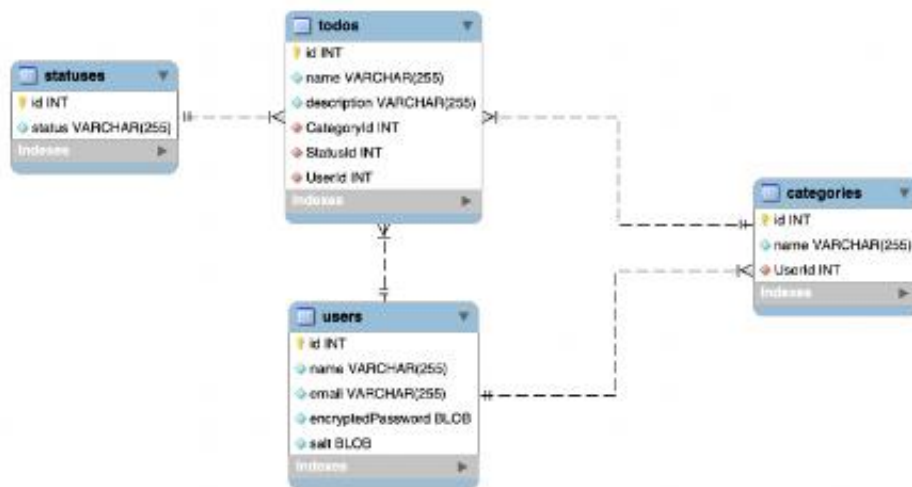 todos
id INT
name VARCHAR(255)
description VARCHAR(255)
CategoryId INT
StatusId INT
UserId INT
Indexes
statuses
id INT
status VARCHAR(255)
Indexes
categories
id INT
name VARCHAR(255)
UserId INT
Indexes
users
id INT
name VARCHAR(255)
email VARCHAR(255)
encryptedPassword BLOB
salt BLOB
Indexes